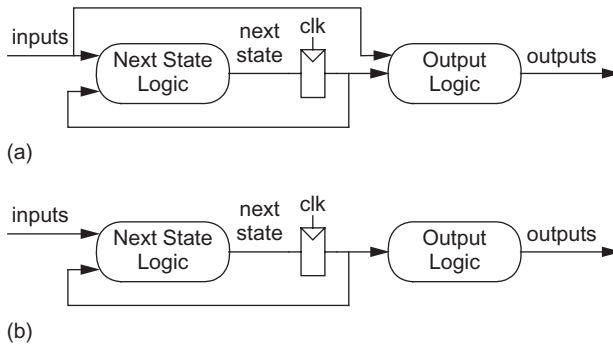 inputs
Next State
Logic
next
state
clk
Output
Logic
outputs
(a)
inputs
Next State
Logic
next
state
clk
Output
Logic
outputs
(b)